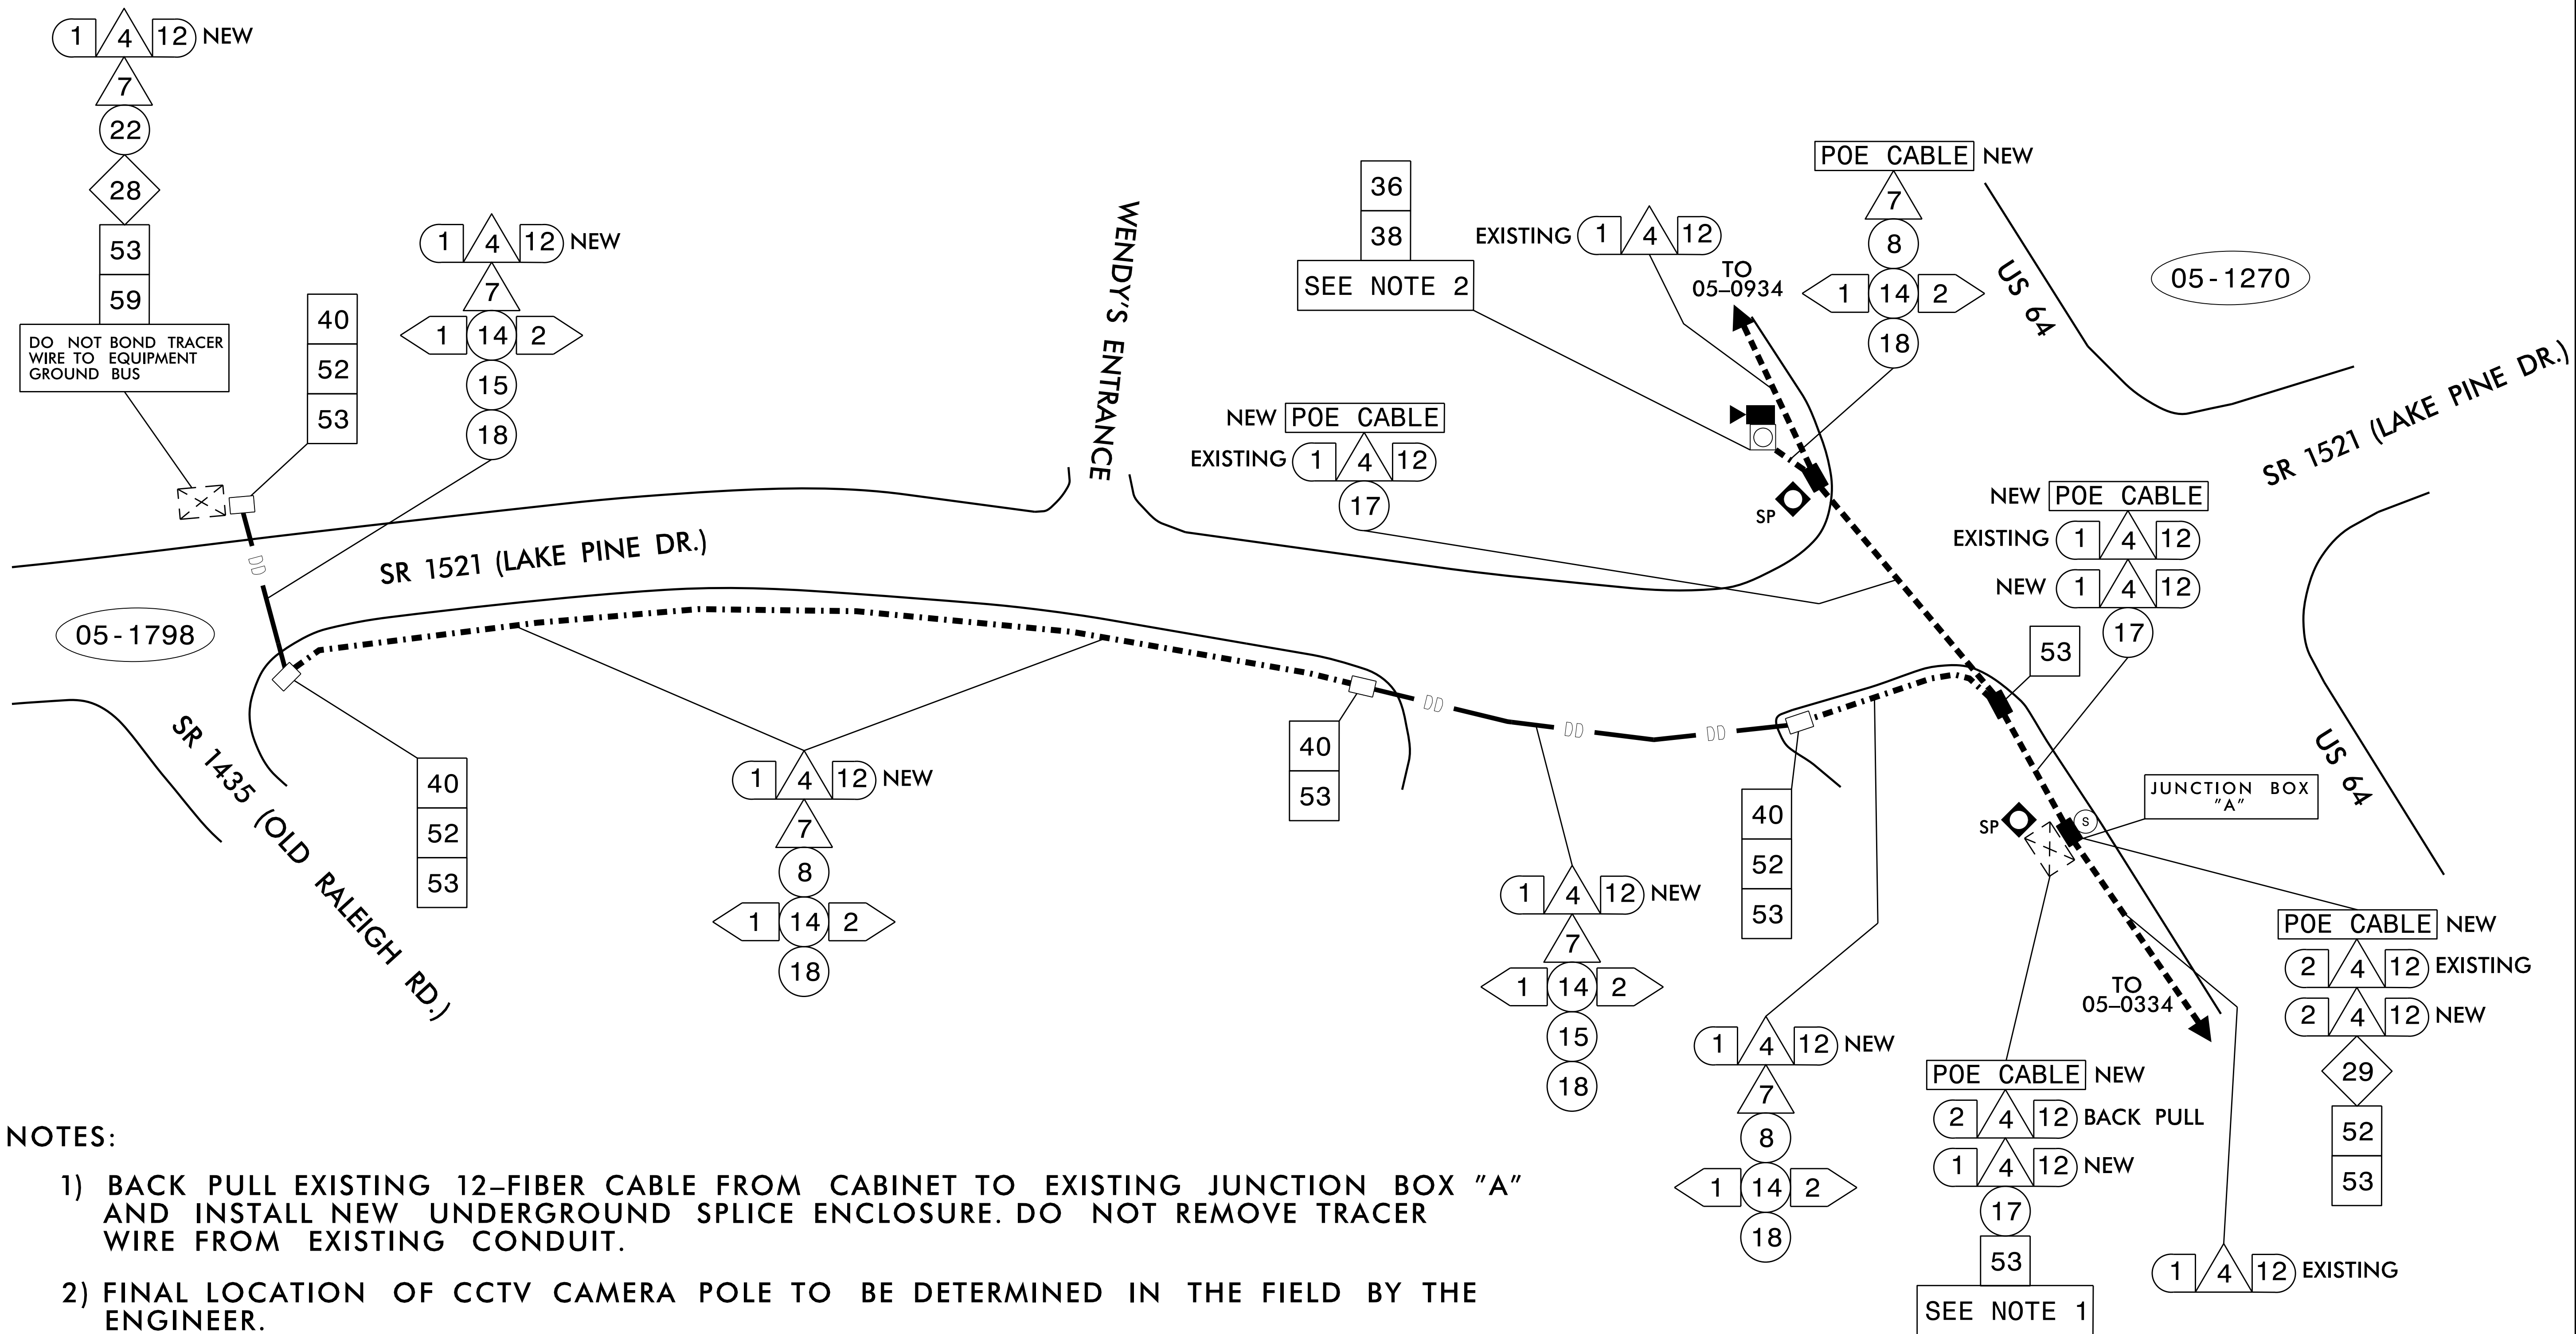 1 4 12 NEW
7
22
28
53
59
DO NOT BOND TRACER
WIRE TO EQUIPMENT
GROUND BUS
40
52
53
1 4 12 NEW
7
1 14 2
15
18
WENDY'S ENTRANCE
36
38
SEE NOTE 2
EXISTING 1 4 12
TO
05–0934
POE CABLE NEW
7
8
1 14 2
18
US 64
05-1270
SR 1521 (LAKE PINE DR.)
NEW POE CABLE
EXISTING 1 4 12
17
SP
NEW POE CABLE
EXISTING 1 4 12
NEW 1 4 12
17
53
DD
SR 1521 (LAKE PINE DR.)
05-1798
SR 1435 (OLD RALEIGH RD.)
40
52
53
1 4 12 NEW
7
8
1 14 2
18
40
53
DD
DD
DD
1 4 12 NEW
7
1 14 2
15
18
40
52
53
1 4 12 NEW
7
8
1 14 2
18
US 64
JUNCTION BOX
"A"
SP
S
TO
05–0334
POE CABLE NEW
2 4 12 EXISTING
2 4 12 NEW
29
52
53
POE CABLE NEW
2 4 12 BACK PULL
1 4 12 NEW
17
53
SEE NOTE 1
1 4 12 EXISTING
NOTES:
1) BACK PULL EXISTING 12–FIBER CABLE FROM CABINET TO EXISTING JUNCTION BOX "A"
AND INSTALL NEW UNDERGROUND SPLICE ENCLOSURE. DO NOT REMOVE TRACER
WIRE FROM EXISTING CONDUIT.
2) FINAL LOCATION OF CCTV CAMERA POLE TO BE DETERMINED IN THE FIELD BY THE
ENGINEER.